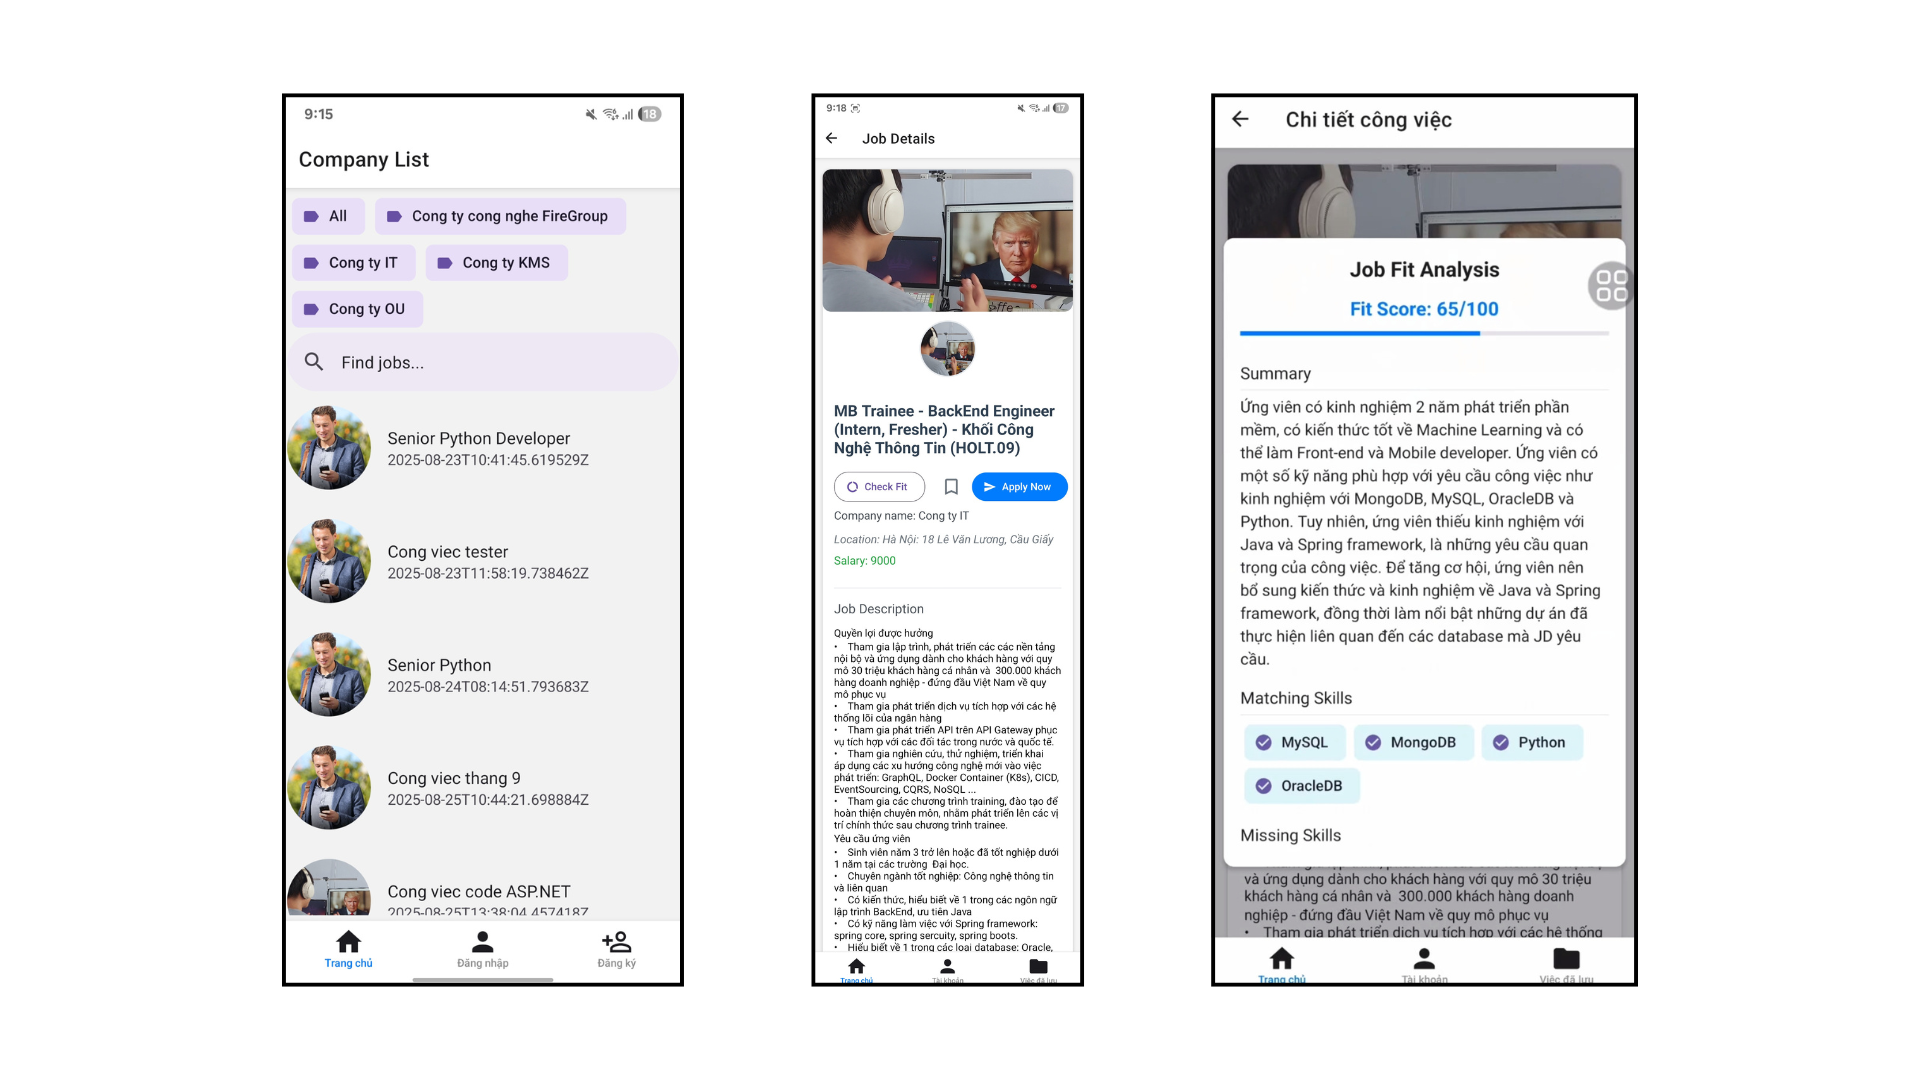 9:15
18
Company List
All
Cong ty cong nghe FireGroup
Cong ty IT
Cong ty KMS
Cong ty OU
Find jobs...
Senior Python Developer
2025-08-23T10:41:45.619529Z
Cong viec tester
2025-08-23T11:58:19.738462Z
Senior Python
2025-08-24T08:14:51.793683Z
Cong viec thang 9
2025-08-25T10:44:21.698884Z
Cong viec code ASP.NET
2025-08-25T13:38:04.457418Z
Trang chủ
Đăng nhập
Đăng ký
9:18
17
Job Details
MB Trainee - BackEnd Engineer
(Intern, Fresher) - Khối Công
Nghệ Thông Tin (HOLT.09)
Check Fit
Apply Now
Company name: Cong ty IT
Location: Hà Nội: 18 Lê Văn Lương, Cầu Giấy
Salary: 9000
Job Description
Quyền lợi được hưởng
• Tham gia lập trình, phát triển các các nền tảng
nội bộ và ứng dụng dành cho khách hàng với quy
mô 30 triệu khách hàng cá nhân và 300.000 khách
hàng doanh nghiệp - đứng đầu Việt Nam về quy
mô phục vụ
• Tham gia phát triển dịch vụ tích hợp với các hệ
thống lõi của ngân hàng
• Tham gia phát triển API trên API Gateway phục
vụ tích hợp với các đối tác trong nước và quốc tế.
• Tham gia nghiên cứu, thử nghiệm, triển khai
áp dụng các xu hướng công nghệ mới vào việc
phát triển: GraphQL, Docker Container (K8s), CICD,
EventSourcing, CQRS, NoSQL ...
• Tham gia các chương trình training, đào tạo để
hoàn thiện chuyên môn, nhằm phát triển lên các vị
trí chính thức sau chương trình trainee.
Yêu cầu ứng viên
• Sinh viên năm 3 trở lên hoặc đã tốt nghiệp dưới
1 năm tại các trường Đại học.
• Chuyên ngành tốt nghiệp: Công nghệ thông tin
và liên quan
• Có kiến thức, hiểu biết về 1 trong các ngôn ngữ
lập trình BackEnd, ưu tiên Java
• Có kỹ năng làm việc với Spring framework:
spring core, spring sercuity, spring boots.
• Hiểu biết về 1 trong các loại database: Oracle,
Trang chủ
Tài khoản
Việc đã lưu
Chi tiết công việc
Job Fit Analysis
Fit Score: 65/100
Summary
Ứng viên có kinh nghiệm 2 năm phát triển phần
mềm, có kiến thức tốt về Machine Learning và có
thể làm Front-end và Mobile developer. Ứng viên có
một số kỹ năng phù hợp với yêu cầu công việc như
kinh nghiệm với MongoDB, MySQL, OracleDB và
Python. Tuy nhiên, ứng viên thiếu kinh nghiệm với
Java và Spring framework, là những yêu cầu quan
trọng của công việc. Để tăng cơ hội, ứng viên nên
bổ sung kiến thức và kinh nghiệm về Java và Spring
framework, đồng thời làm nổi bật những dự án đã
thực hiện liên quan đến các database mà JD yêu
cầu.
Matching Skills
MySQL
MongoDB
Python
OracleDB
Missing Skills
và ứng dụng dành cho khách hàng với quy mô 30 triệu
khách hàng cá nhân và 300.000 khách hàng doanh
nghiệp - đứng đầu Việt Nam về quy mô phục vụ
• Tham gia phát triển dịch vụ tích hợp với các hệ thống
Trang chủ
Tài khoản
Việc đã lưu